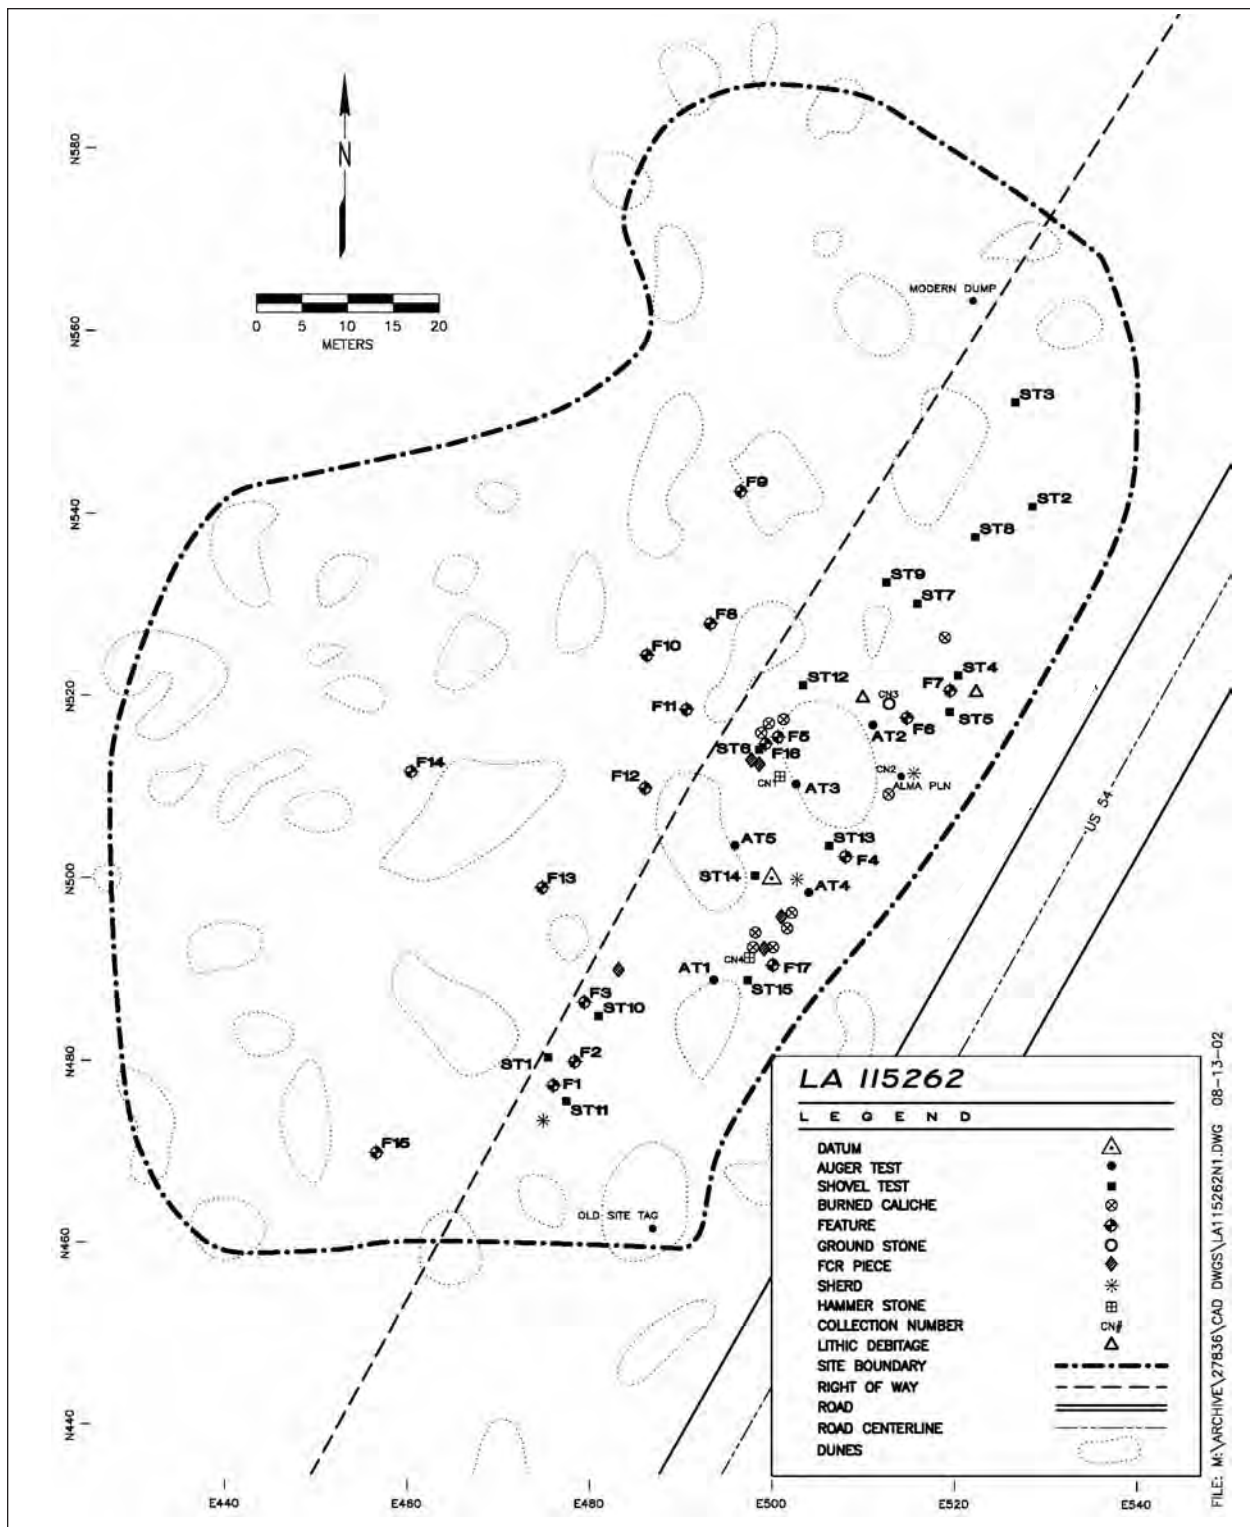 N
0 5 10 15 20
METERS
N580
N560
N540
N520
N500
N480
N460
N440
MODERN DUMP
ST3
F9
ST2
ST8
ST9
ST7
F8
F10
ST4
ST12
F7
CN3
F11
ST5
F6
AT2
F5
ST6
F16
F14
CN1
CN2
ALMA PLN
F12
AT3
AT5
ST13
F4
ST14
F13
AT4
CN4
F17
AT1
ST15
F3
ST10
F2
ST1
F1
ST11
F15
OLD SITE TAG
US 54
LA 115262
LEGEND
DATUM
AUGER TEST
SHOVEL TEST
BURNED CALICHE
FEATURE
GROUND STONE
FCR PIECE
SHERD
HAMMER STONE
COLLECTION NUMBER CN#
LITHIC DEBITAGE
SITE BOUNDARY
RIGHT OF WAY
ROAD
ROAD CENTERLINE
DUNES
E440 E460 E480 E500 E520 E540
FILE: M:\ARCHIVE\27836\CAD DWGS\LA115262N1.DWG 08-13-02